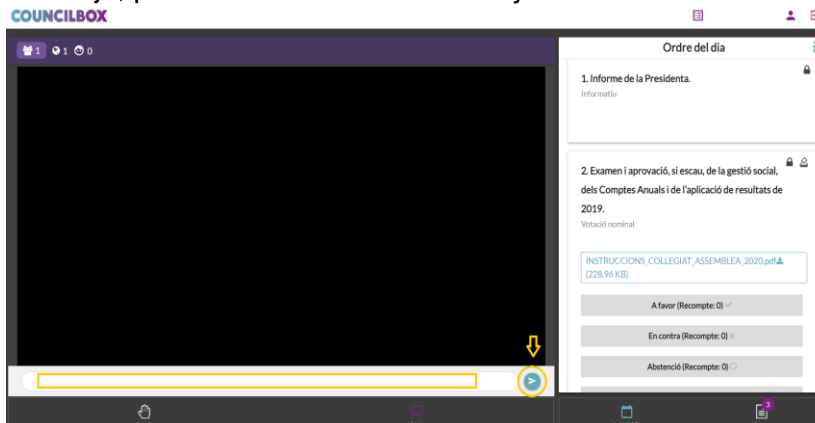 COUNCILBOX
1 1 0
Ordre del dia
1. Informe de la Presidenta.
Informatiu
2. Examen i aprovació, si escau, de la gestió social,
dels Comptes Anuals i de l'aplicació de resultats de
2019.
Votació nominal
INSTRUCCIONS_COLLEGIAT_ASSEMBLEA_2020.pdf
(228.96 KB)
A favor (Recompte: 0)
En contra (Recompte: 0)
Abstenció (Recompte: 0)
3